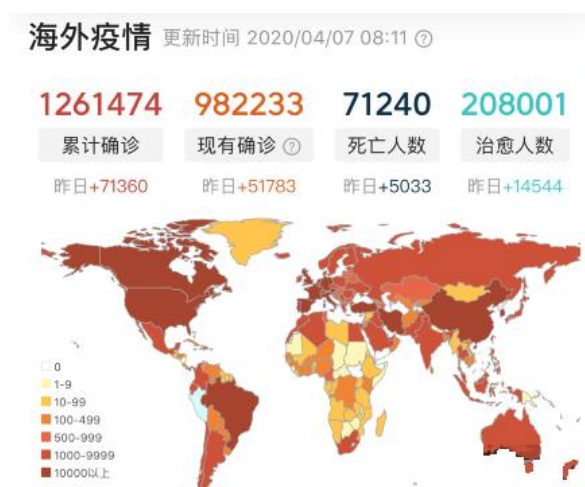 海外疫情 更新时间 2020/04/07 08:11 ?
1261474 982233 71240 208001
累计确诊 现有确诊 ? 死亡人数 治愈人数
昨日+71360 昨日+51783 昨日+5033 昨日+14544
0
1-9
10-99
100-499
500-999
1000-9999
10000以上